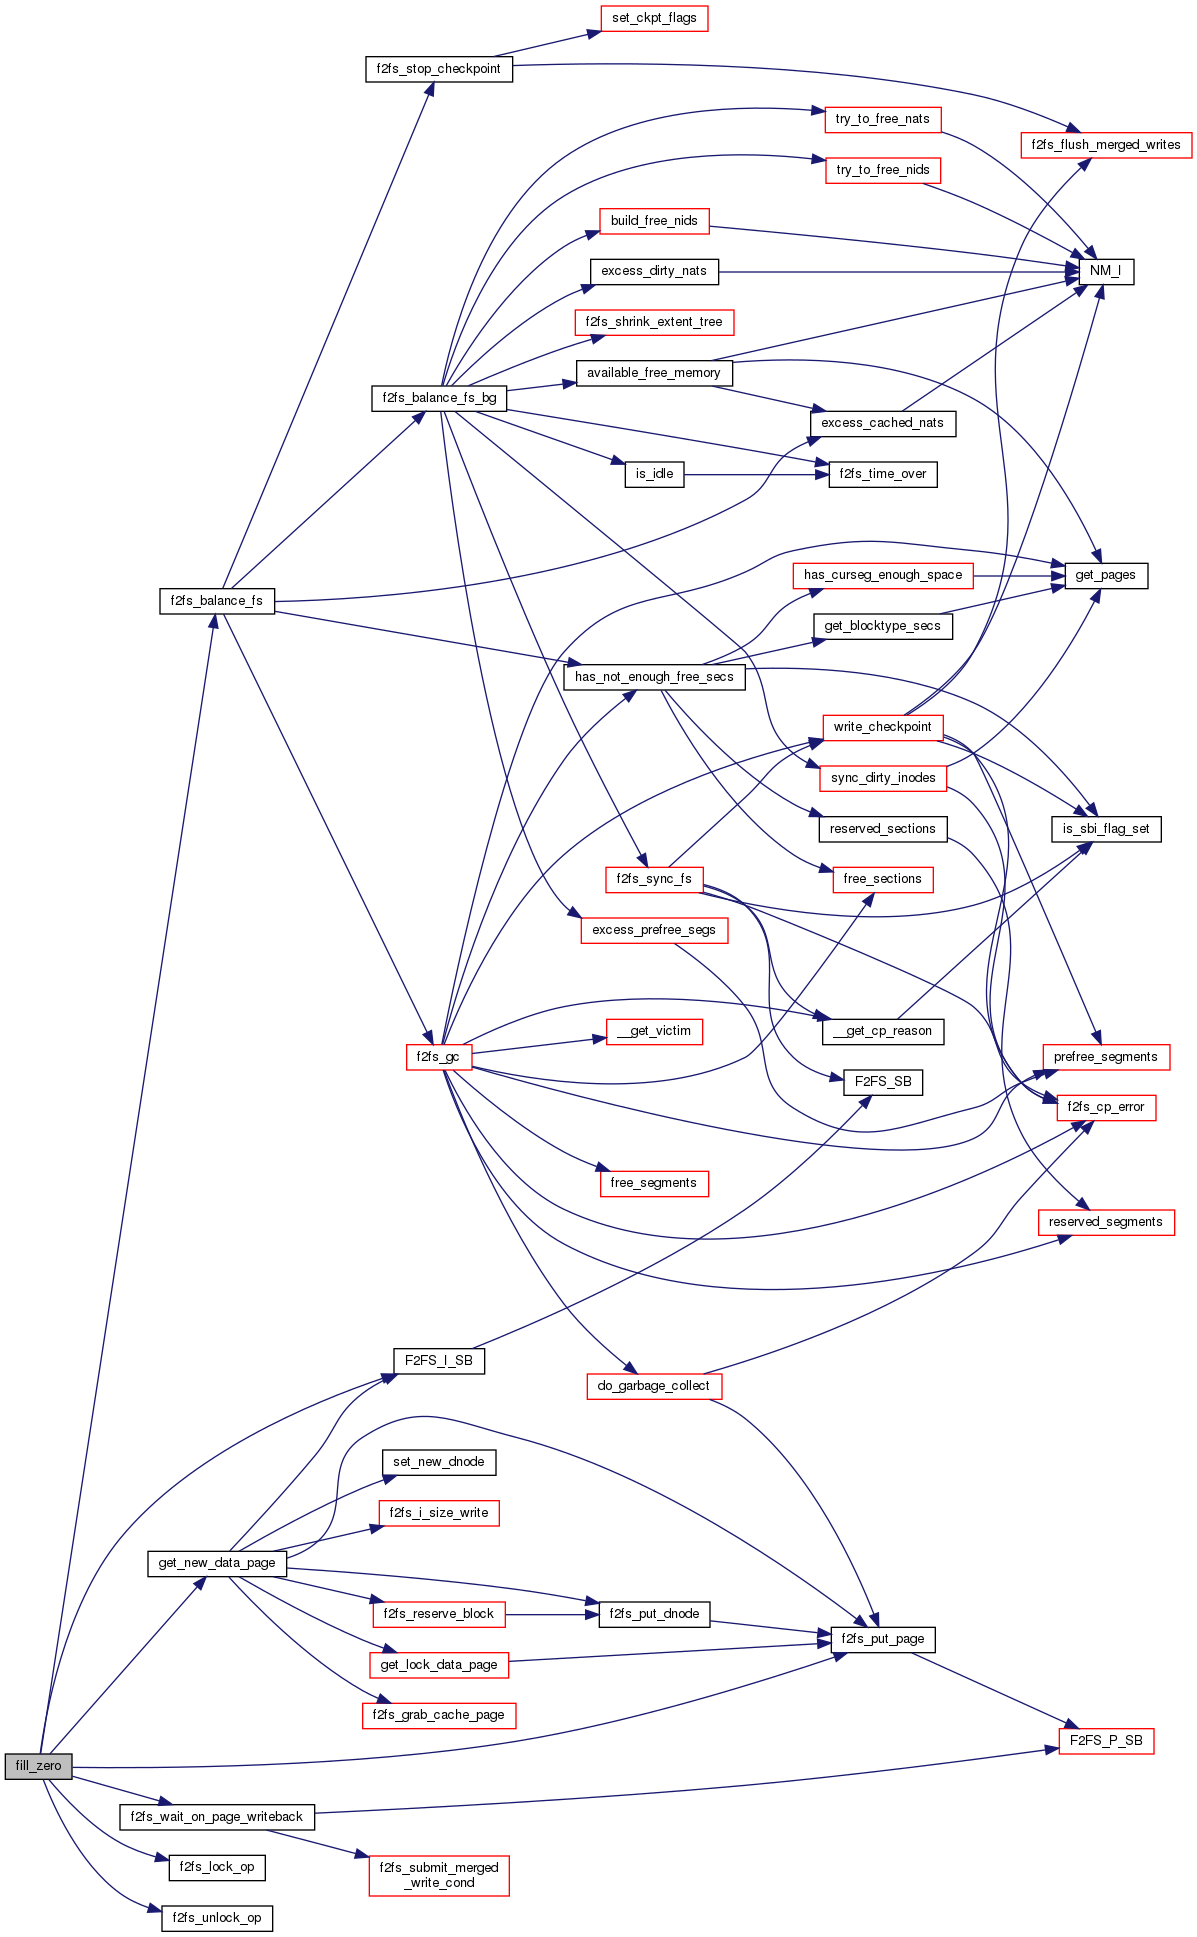 set_ckpt_flags
f2fs_stop_checkpoint
try_to_free_nats
f2fs_flush_merged_writes
try_to_free_nids
build_free_nids
excess_dirty_nats
NM_I
f2fs_shrink_extent_tree
available_free_memory
f2fs_balance_fs_bg
excess_cached_nats
is_idle
f2fs_time_over
has_curseg_enough_space
get_pages
f2fs_balance_fs
get_blocktype_secs
has_not_enough_free_secs
write_checkpoint
sync_dirty_inodes
reserved_sections
is_sbi_flag_set
f2fs_sync_fs
free_sections
excess_prefree_segs
__get_victim
__get_cp_reason
f2fs_gc
prefree_segments
F2FS_SB
f2fs_cp_error
free_segments
reserved_segments
F2FS_I_SB
do_garbage_collect
set_new_dnode
f2fs_i_size_write
get_new_data_page
f2fs_reserve_block
f2fs_put_dnode
f2fs_put_page
get_lock_data_page
f2fs_grab_cache_page
F2FS_P_SB
fill_zero
f2fs_wait_on_page_writeback
f2fs_lock_op
f2fs_submit_merged
_write_cond
f2fs_unlock_op